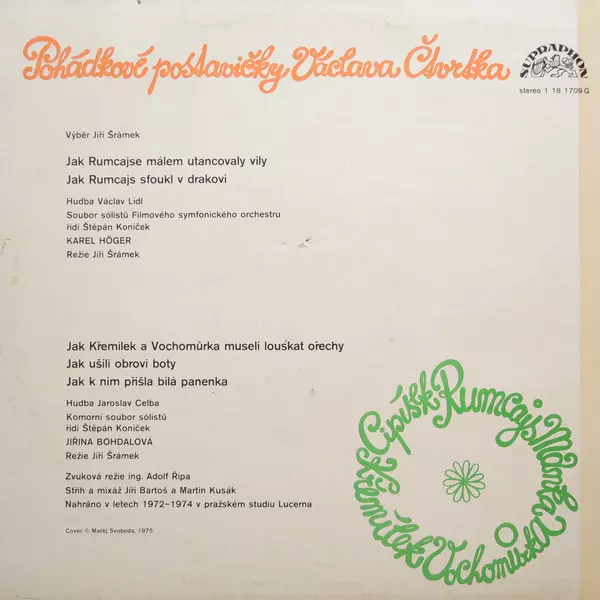 Pohádkové postavičky Václava Čtvrtka
SUPRAPHON
stereo 1 18 1709 G
Výběr Jiří Šrámek
Jak Rumcajse málem utancovaly víly
Jak Rumcajs sfoukl v drakovi
Hudba Václav Lídl
Soubor sólistů Filmového symfonického orchestru
řídí Štěpán Koníček
KAREL HÖGER
Režie Jiří Šrámek
Jak Křemílek a Vochomůrka museli louskat ořechy
Jak ušili obrovi boty
Jak k nim přišla bílá panenka
Hudba Jaroslav Celba
Komorní soubor sólistů
řídí Štěpán Koníček
JIŘINA BOHDALOVÁ
Režie Jiří Šrámek
Zvuková režie ing. Adolf Řípa
Střih a mixáž Jiří Bartoš a Martin Kusák
Nahráno v letech 1972–1974 v pražském studiu Lucerna
Cover © Matěj Svoboda, 1975
Cipísek Rumcajs Mánka Vochomůrka Křemílek